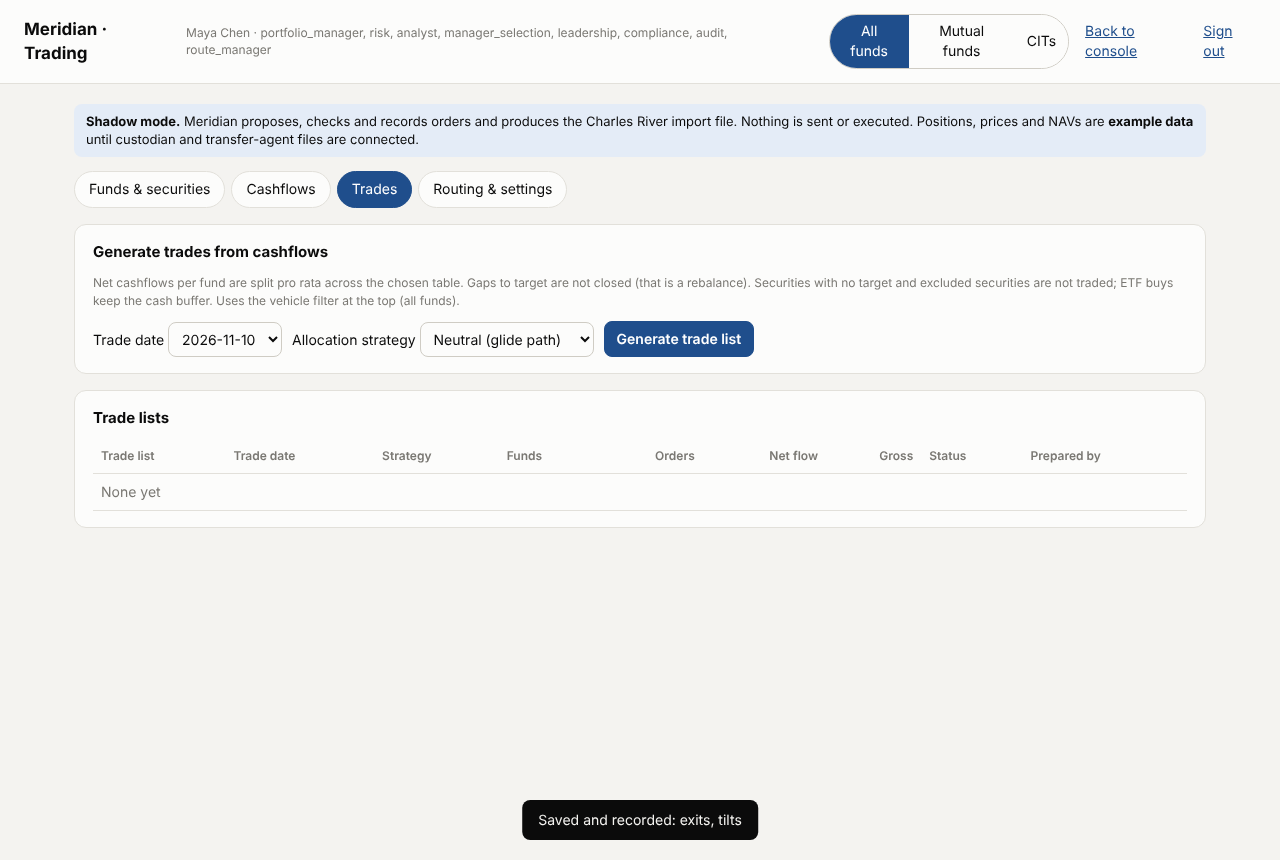 Meridian ·
Trading
Maya Chen · portfolio_manager, risk, analyst, manager_selection, leadership, compliance, audit,
route_manager
All
funds
Mutual
funds
CITs
Back to
console
Sign
out
Shadow mode. Meridian proposes, checks and records orders and produces the Charles River import file. Nothing is sent or executed. Positions, prices and NAVs are example data
until custodian and transfer-agent files are connected.
Funds & securities
Cashflows
Trades
Routing & settings
Generate trades from cashflows
Net cashflows per fund are split pro rata across the chosen table. Gaps to target are not closed (that is a rebalance). Securities with no target and excluded securities are not traded; ETF buys
keep the cash buffer. Uses the vehicle filter at the top (all funds).
Trade date 2026-11-10 Allocation strategy Neutral (glide path) Generate trade list
Trade lists
Trade list Trade date Strategy Funds Orders Net flow Gross Status Prepared by
None yet
Saved and recorded: exits, tilts